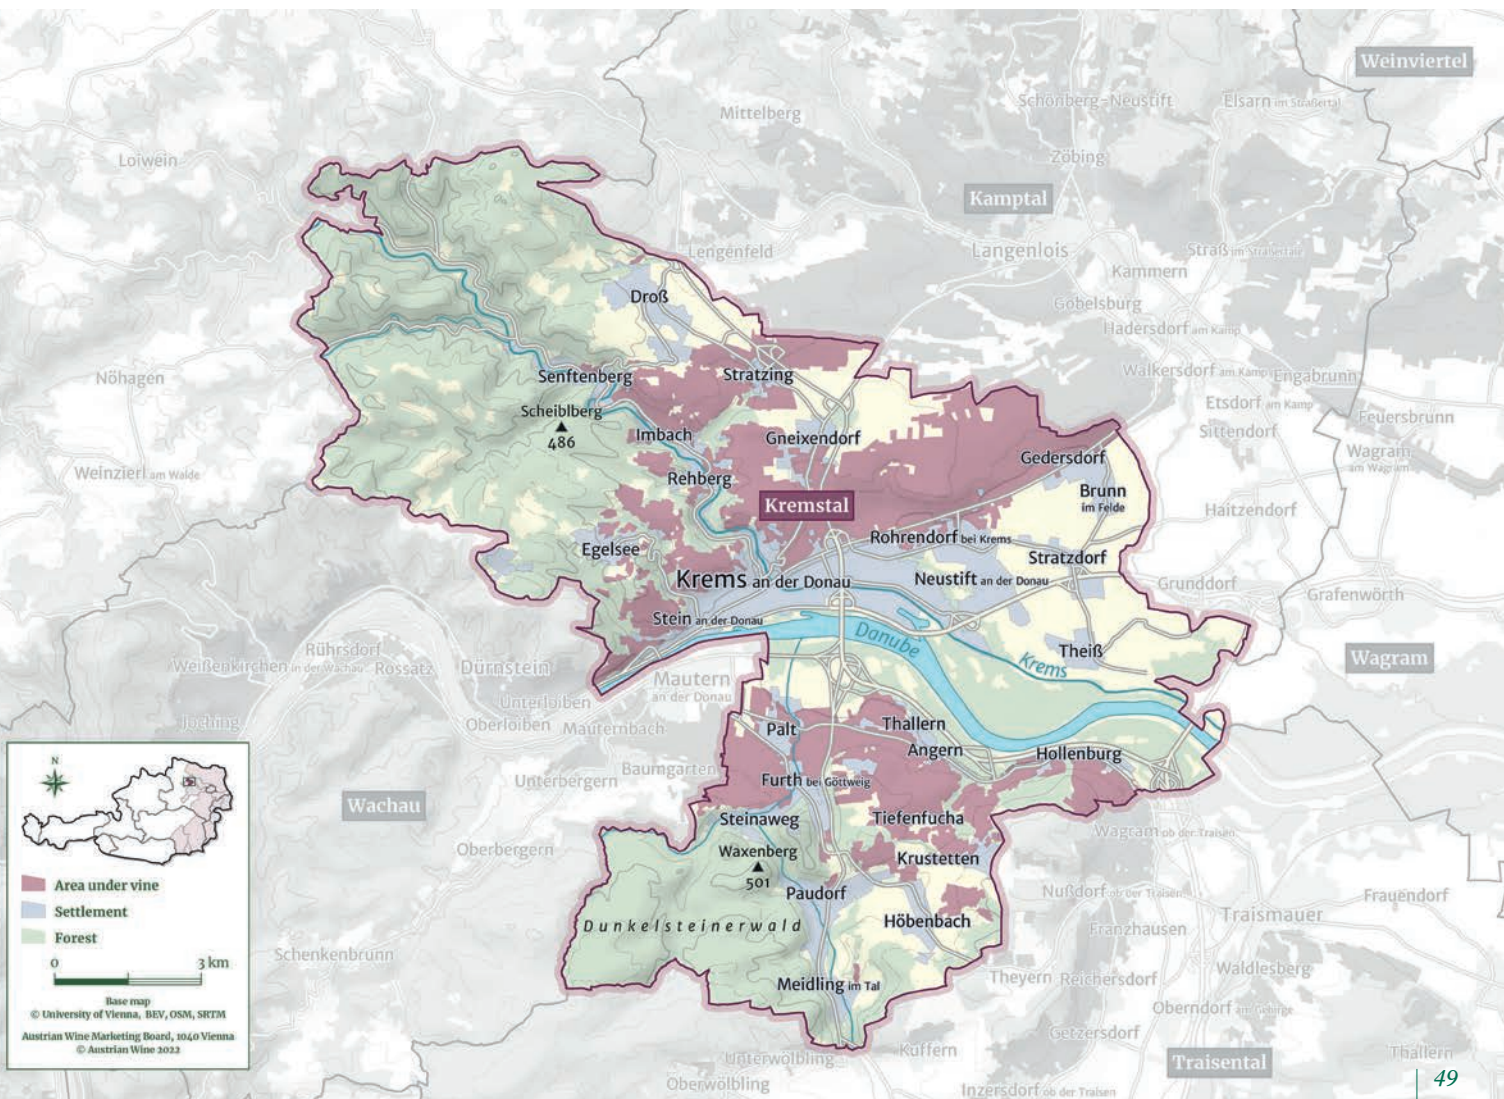 Weinviertel
Mittelberg
Schönberg-Neustift
Elsarn im Straßertal
Loiwein
Zöbing
Kamptal
Lengenfeld
Langenlois
Straß im Straßertale
Kammern
Droß
Gobelsburg
Hadersdorf am Kamp
Nöhagen
Senftenberg
Stratzing
Walkersdorf am Kamp
Engabrunn
Scheiblberg
486
Etsdorf am Kamp
Feuersbrunn
Imbach
Gneixendorf
Sittendorf
Wagram
am Wagram
Weinzierl am Walde
Rehberg
Gedersdorf
Kremstal
Brunn
im Felde
Haitzendorf
Egelsee
Rohrendorf bei Krems
Stratzdorf
Krems an der Donau
Neustift an der Donau
Grunddorf
Grafenwörth
Stein an der Donau
Danube
Rührsdorf
Theiß
Wagram
Weißenkirchen in der Wachau
Rossatz
Dürnstein
Krems
Mautern
an der Donau
Unterloiben
Joching
Oberloiben
Mauternbach
Palt
Thallern
Angern
Hollenburg
Baumgarten
Unterbergern
Furth bei Göttweig
Wachau
Steinaweg
Tiefenfucha
Wagram ob der Traisen
Oberbergern
Waxenberg
501
Krustetten
Paudorf
Nußdorf ob der Traisen
Frauendorf
Dunkelsteinerwald
Höbenbach
Traismauer
Franzhausen
Schenkenbrunn
Meidling im Tal
Theyern
Reichersdorf
Waldlesberg
Oberndorf am Gebirge
Getzersdorf
Unterwölbling
Kuffern
Traisental
Thallern
Oberwölbling
Inzersdorf ob der Traisen
N
Area under vine
Settlement
Forest
0 3 km
Base map
© University of Vienna, BEV, OSM, SRTM
Austrian Wine Marketing Board, 1040 Vienna
© Austrian Wine 2022
49